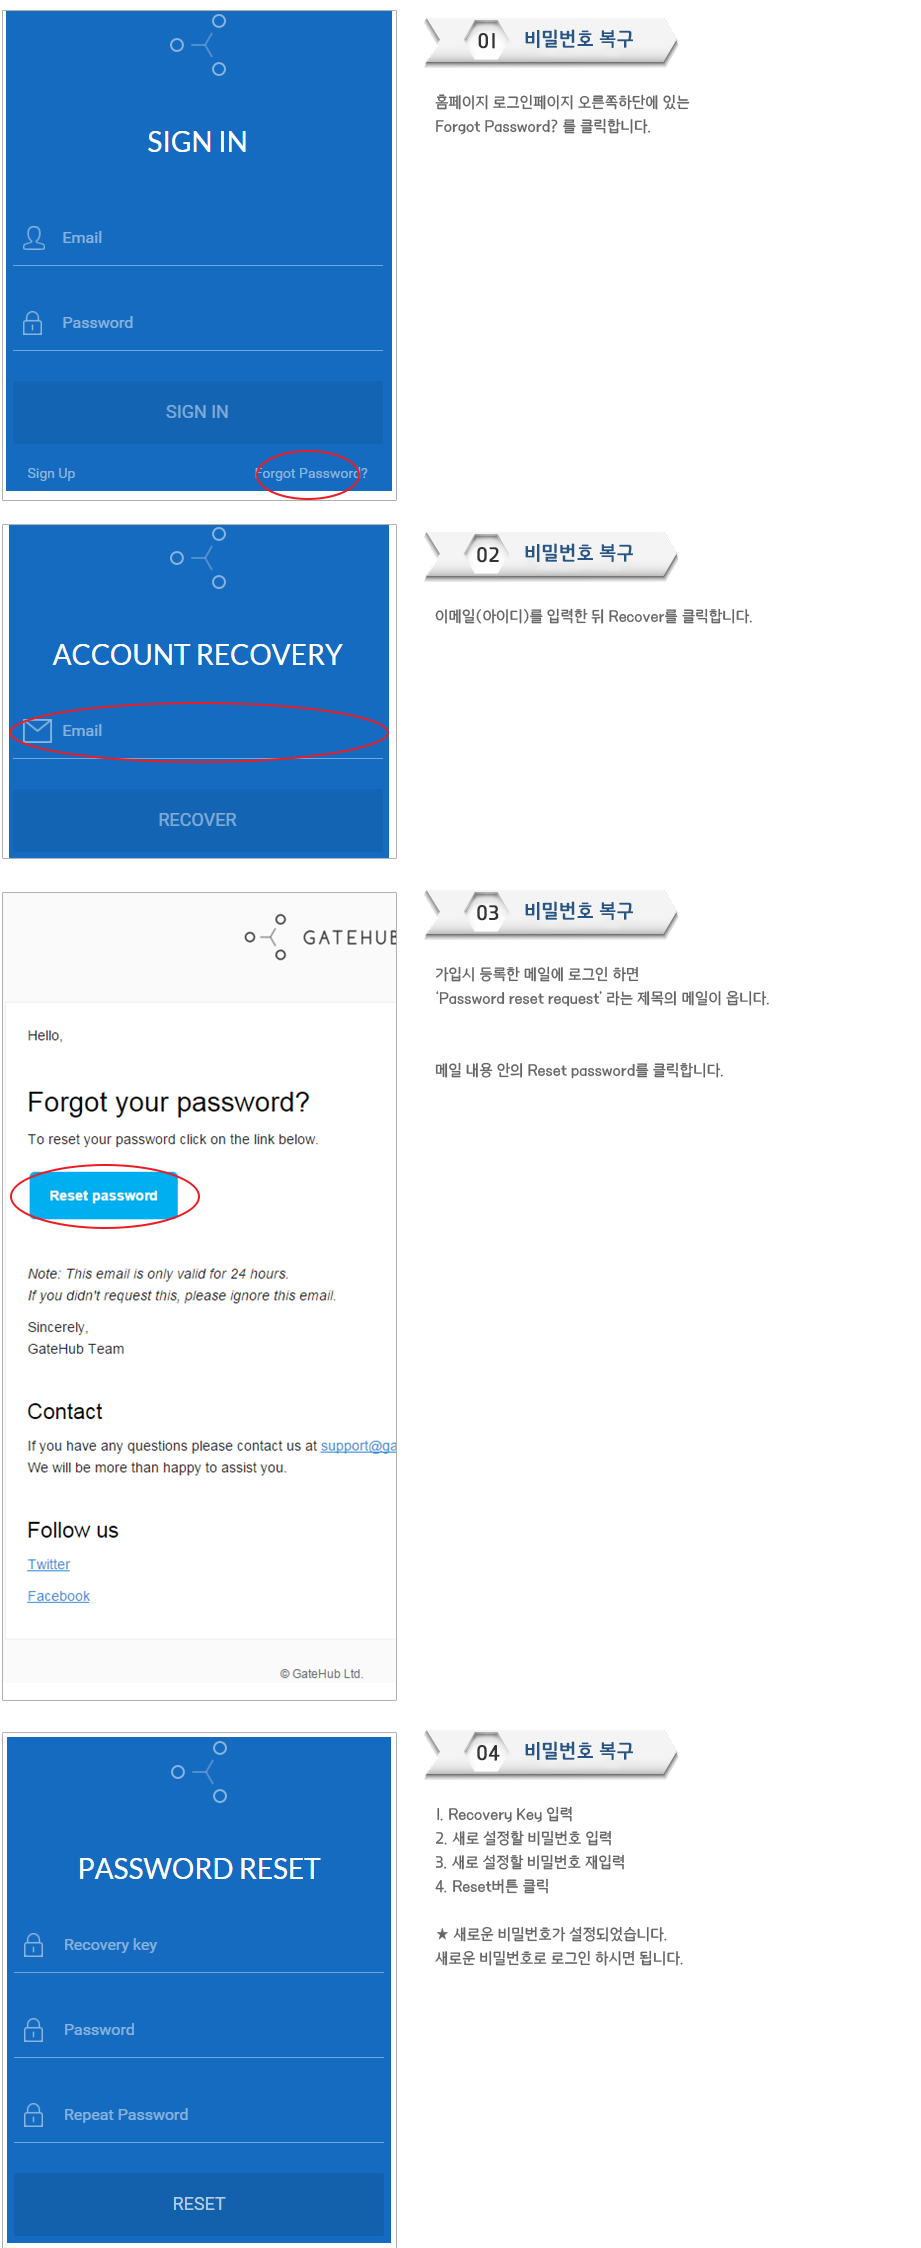 SIGN IN
Email
Password
SIGN IN
Sign Up
Forgot Password?
01 비밀번호 복구
홈페이지 로그인페이지 오른쪽하단에 있는
Forgot Password? 를 클릭합니다.
ACCOUNT RECOVERY
Email
RECOVER
02 비밀번호 복구
이메일(아이디)를 입력한 뒤 Recover를 클릭합니다.
GATEHUB
Hello,
Forgot your password?
To reset your password click on the link below.
Reset password
Note: This email is only valid for 24 hours.
If you didn't request this, please ignore this email.
Sincerely,
GateHub Team
Contact
If you have any questions please contact us at support@ga
We will be more than happy to assist you.
Follow us
Twitter
Facebook
© GateHub Ltd.
03 비밀번호 복구
가입시 등록한 메일에 로그인 하면
‘Password reset request’ 라는 제목의 메일이 옵니다.
메일 내용 안의 Reset password를 클릭합니다.
PASSWORD RESET
Recovery key
Password
Repeat Password
RESET
04 비밀번호 복구
1. Recovery Key 입력
2. 새로 설정할 비밀번호 입력
3. 새로 설정할 비밀번호 재입력
4. Reset버튼 클릭
★ 새로운 비밀번호가 설정되었습니다.
새로운 비밀번호로 로그인 하시면 됩니다.